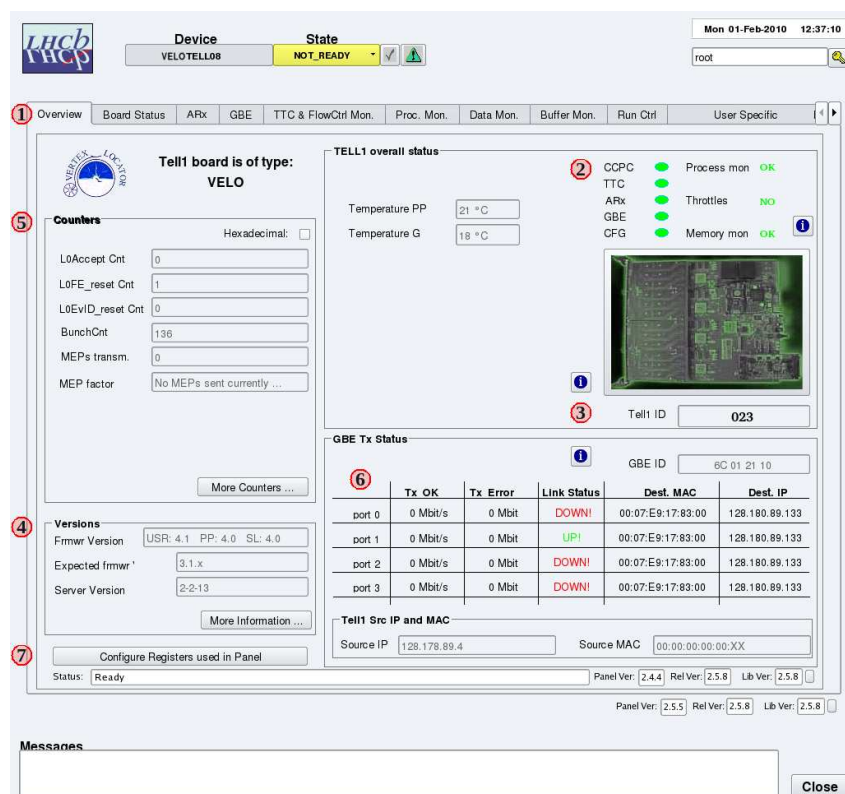 LHCb
ГHCp
Device
State
VELOTELL08
NOT_READY
Mon 01-Feb-2010 12:37:10
root
1
Overview
Board Status
ARx
GBE
TTC & FlowCtrl Mon.
Proc. Mon.
Data Mon.
Buffer Mon.
Run Ctrl
User Specific
VERTEX LOCATOR
Tell1 board is of type:
VELO
5
Counters
Hexadecimal:
L0Accept Cnt 0
L0FE_reset Cnt 1
L0EvID_reset Cnt 0
BunchCnt 136
MEPs transm. 0
MEP factor No MEPs sent currently ...
More Counters ...
4
Versions
Frmwr Version USR: 4.1 PP: 4.0 SL: 4.0
Expected frmwr ' 3.1.x
Server Version 2-2-13
More Information ...
7
Configure Registers used in Panel
TELL1 overall status
Temperature PP 21 °C
Temperature G 18 °C
2
CCPC Process mon OK
TTC
ARx Throttles NO
GBE
CFG Memory mon OK
i
i
3
Tell1 ID 023
GBE Tx Status
i
GBE ID 6C 01 21 10
6
Tx OK Tx Error Link Status Dest. MAC Dest. IP
port 0 0 Mbit/s 0 Mbit DOWN! 00:07:E9:17:83:00 128.180.89.133
port 1 0 Mbit/s 0 Mbit UP! 00:07:E9:17:83:00 128.180.89.133
port 2 0 Mbit/s 0 Mbit DOWN! 00:07:E9:17:83:00 128.180.89.133
port 3 0 Mbit/s 0 Mbit DOWN! 00:07:E9:17:83:00 128.180.89.133
Tell1 Src IP and MAC
Source IP 128.178.89.4 Source MAC 00:00:00:00:00:XX
Status: Ready
Panel Ver: 2.4.4 Rel Ver: 2.5.8 Lib Ver: 2.5.8
Panel Ver: 2.5.5 Rel Ver: 2.5.8 Lib Ver: 2.5.8
Messages
Close